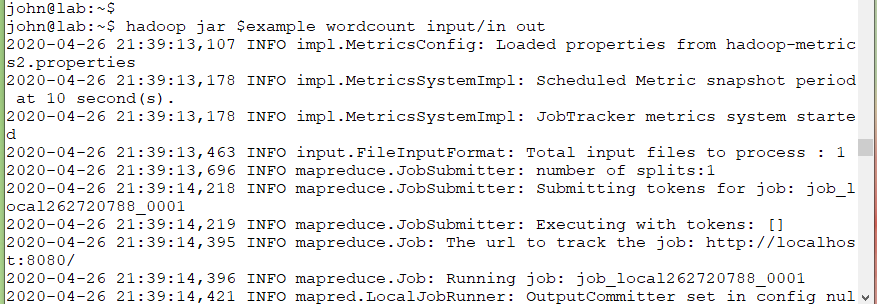 john@lab:~$
john@lab:~$ hadoop jar $example wordcount input/in out
2020-04-26 21:39:13,107 INFO impl.MetricsConfig: Loaded properties from hadoop-metric
s2.properties
2020-04-26 21:39:13,178 INFO impl.MetricsSystemImpl: Scheduled Metric snapshot period
 at 10 second(s).
2020-04-26 21:39:13,178 INFO impl.MetricsSystemImpl: JobTracker metrics system starte
d
2020-04-26 21:39:13,463 INFO input.FileInputFormat: Total input files to process : 1
2020-04-26 21:39:13,696 INFO mapreduce.JobSubmitter: number of splits:1
2020-04-26 21:39:14,218 INFO mapreduce.JobSubmitter: Submitting tokens for job: job_l
ocal262720788_0001
2020-04-26 21:39:14,219 INFO mapreduce.JobSubmitter: Executing with tokens: []
2020-04-26 21:39:14,395 INFO mapreduce.Job: The url to track the job: http://localhos
t:8080/
2020-04-26 21:39:14,396 INFO mapreduce.Job: Running job: job_local262720788_0001
2020-04-26 21:39:14,421 INFO mapred.LocalJobRunner: OutputCommitter set in config nul